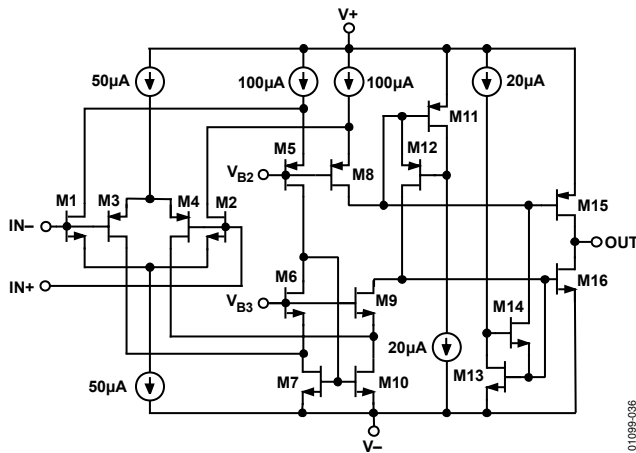 V+
50µA
100µA
100µA
20µA
M11
M5
M12
V_B2
M8
M1
M3
M4
M2
M15
IN–
OUT
M6
M16
IN+
V_B3
M9
M14
20µA
M13
50µA
M7
M10
V–
01099-036